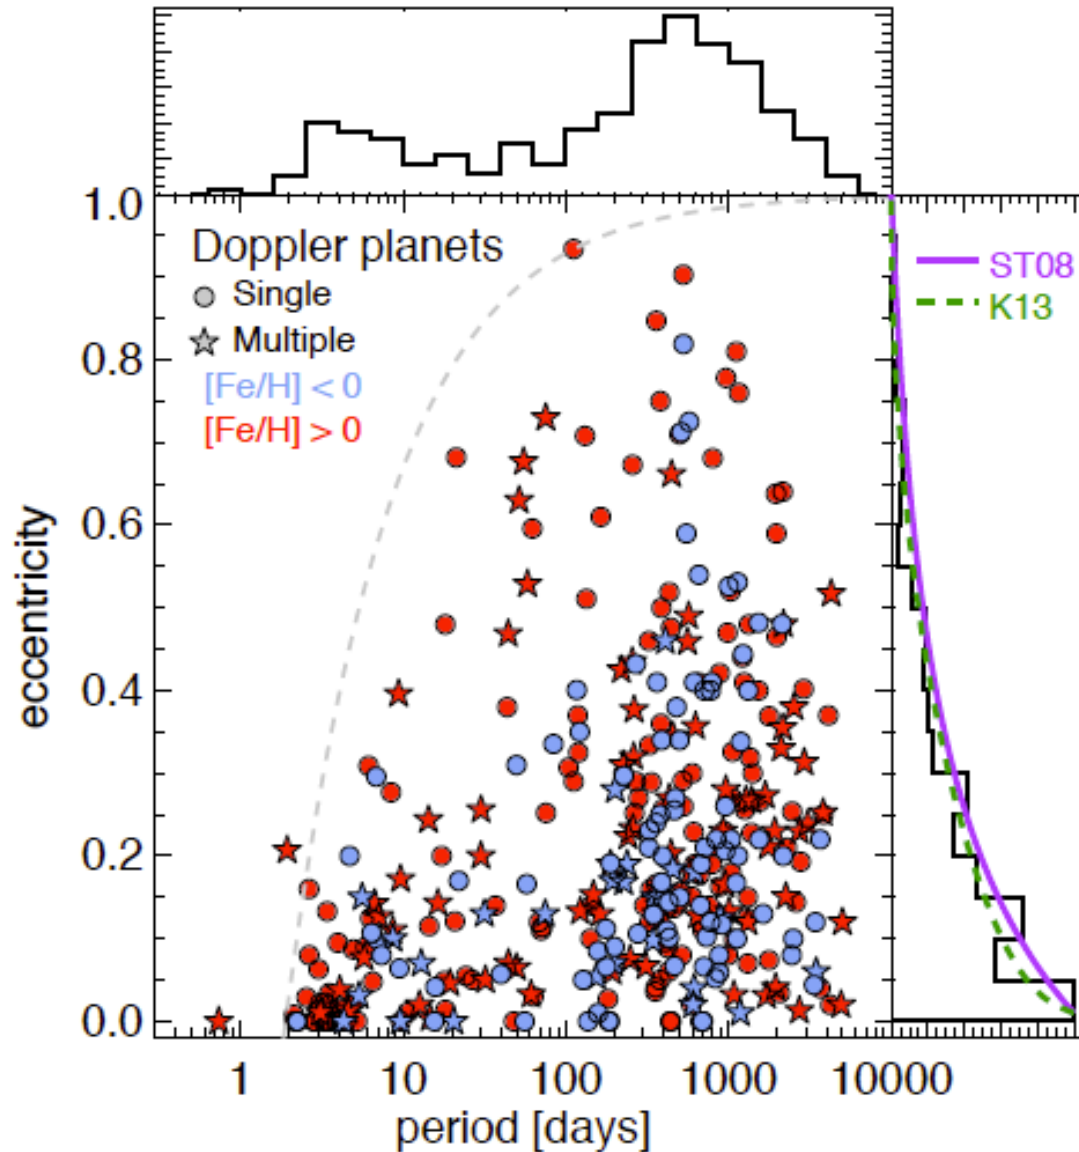 1.0
0.8
0.6
0.4
0.2
0.0
eccentricity
Doppler planets
Single
Multiple
[Fe/H] < 0
[Fe/H] > 0
ST08
K13
1 10 100 1000 10000
period [days]